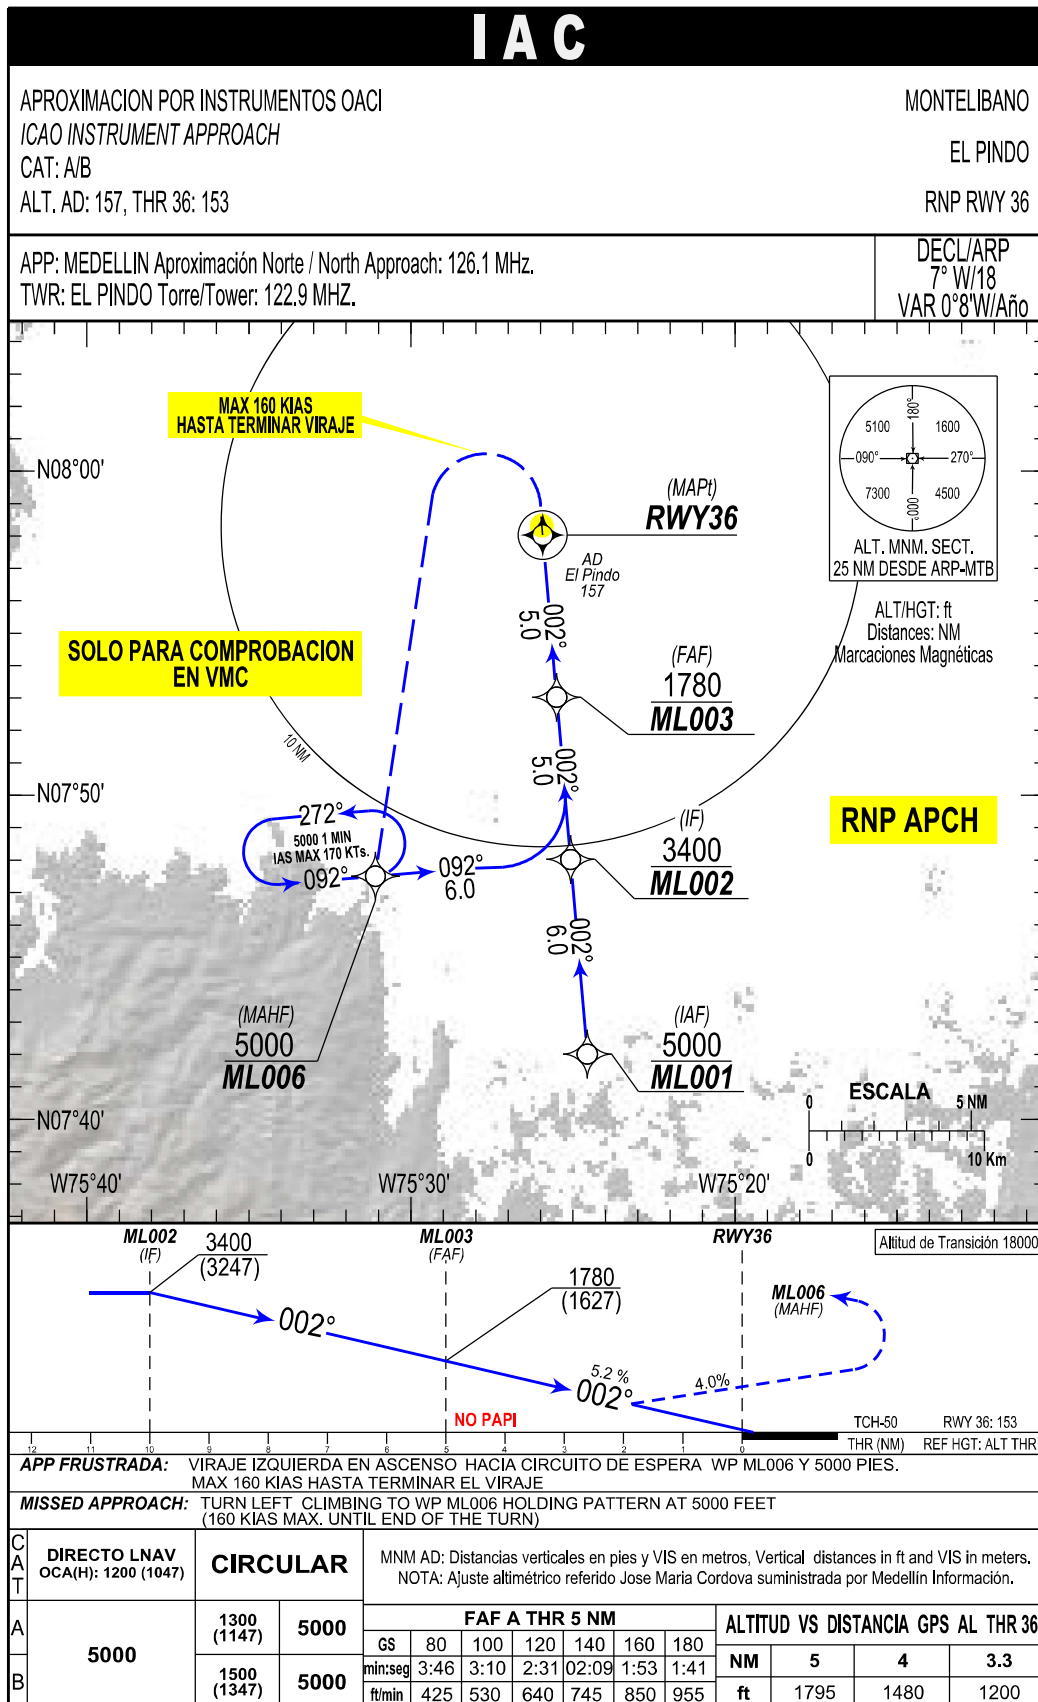 IAC
APROXIMACION POR INSTRUMENTOS OACI
ICAO INSTRUMENT APPROACH
CAT: A/B
ALT. AD: 157, THR 36: 153
MONTELIBANO
EL PINDO
RNP RWY 36
APP: MEDELLIN Aproximación Norte / North Approach: 126.1 MHz.
TWR: EL PINDO Torre/Tower: 122.9 MHZ.
DECL/ARP
7° W/18
VAR 0°8'W/Año
MAX 160 KIAS
HASTA TERMINAR VIRAJE
N08°00'
5100
180°
1600
090°
270°
7300
000°
4500
ALT. MNM. SECT.
25 NM DESDE ARP-MTB
(MAPt)
RWY36
AD
El Pindo
157
ALT/HGT: ft
Distances: NM
Marcaciones Magnéticas
002°
5.0
SOLO PARA COMPROBACION
EN VMC
(FAF)
1780
ML003
10 NM
002°
5.0
N07°50'
RNP APCH
272°
5000 1 MIN
IAS MAX 170 KTs.
092°
092°
6.0
(IF)
3400
ML002
002°
6.0
(MAHF)
5000
ML006
(IAF)
5000
ML001
ESCALA
0
5 NM
0
10 Km
N07°40'
W75°40'
W75°30'
W75°20'
ML002
(IF)
3400
(3247)
ML003
(FAF)
1780
(1627)
RWY36
Altitud de Transición 18000
ML006
(MAHF)
002°
5.2 %
002°
4.0%
NO PAPI
TCH-50
RWY 36: 153
12 11 10 9 8 7 6 5 4 3 2 1 0
THR (NM)
REF HGT: ALT THR
APP FRUSTRADA: VIRAJE IZQUIERDA EN ASCENSO HACIA CIRCUITO DE ESPERA WP ML006 Y 5000 PIES.
MAX 160 KIAS HASTA TERMINAR EL VIRAJE
MISSED APPROACH: TURN LEFT CLIMBING TO WP ML006 HOLDING PATTERN AT 5000 FEET
(160 KIAS MAX. UNTIL END OF THE TURN)
CAT
DIRECTO LNAV
OCA(H): 1200 (1047)
CIRCULAR
MNM AD: Distancias verticales en pies y VIS en metros, Vertical distances in ft and VIS in meters.
NOTA: Ajuste altimétrico referido Jose Maria Cordova suministrada por Medellín Información.
A
B
5000
1300
(1147)
5000
1500
(1347)
5000
FAF A THR 5 NM
GS 80 100 120 140 160 180
min:seg 3:46 3:10 2:31 02:09 1:53 1:41
ft/min 425 530 640 745 850 955
ALTITUD VS DISTANCIA GPS AL THR 36
NM 5 4 3.3
ft 1795 1480 1200